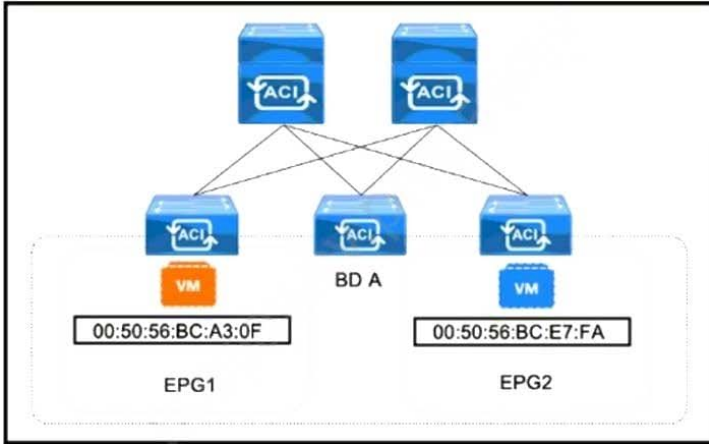 ACI
ACI
ACI
ACI
ACI
VM
BD A
VM
00:50:56:BC:A3:0F
00:50:56:BC:E7:FA
EPG1
EPG2